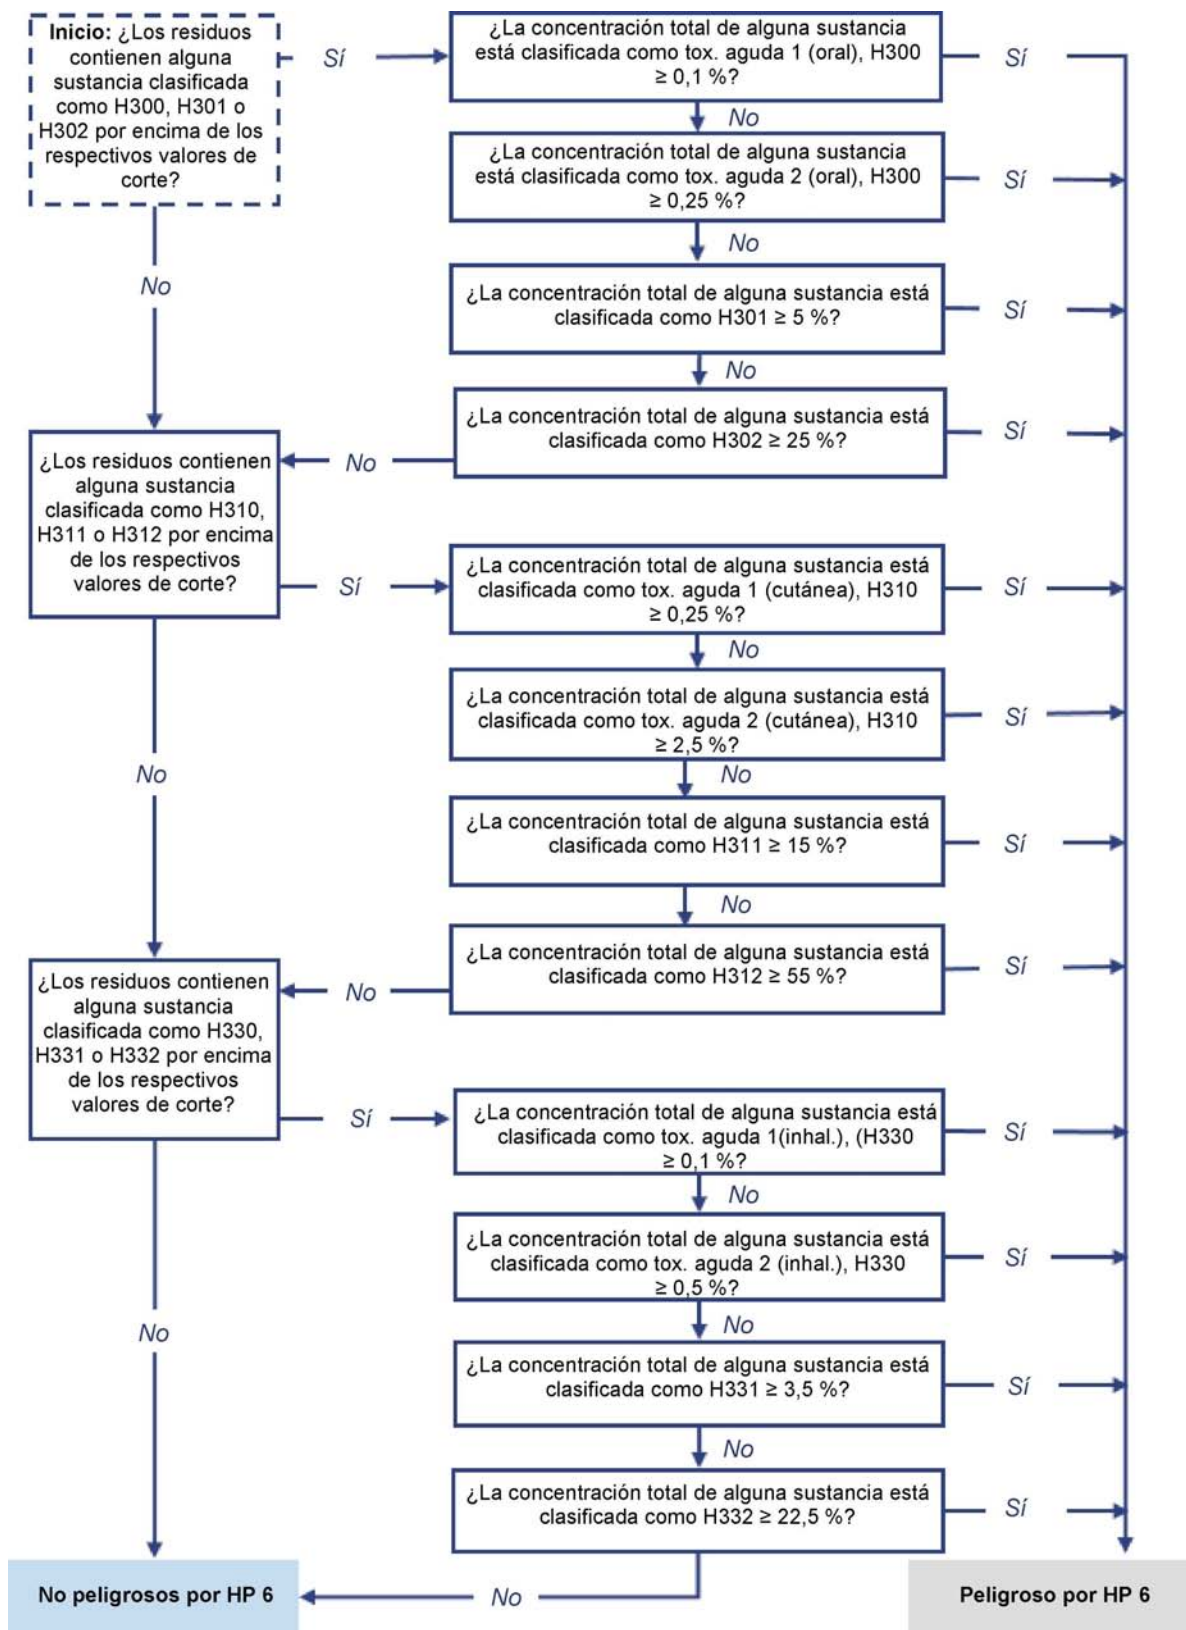 Inicio: ¿Los residuos
contienen alguna
sustancia clasificada
como H300, H301 o
H302 por encima de los
respectivos valores de
corte?
Sí
¿La concentración total de alguna sustancia
está clasificada como tox. aguda 1 (oral), H300
≥ 0,1 %?
Sí
No
¿La concentración total de alguna sustancia
está clasificada como tox. aguda 2 (oral), H300
≥ 0,25 %?
Sí
No
No
¿La concentración total de alguna sustancia está
clasificada como H301 ≥ 5 %?
Sí
No
¿La concentración total de alguna sustancia está
clasificada como H302 ≥ 25 %?
Sí
No
¿Los residuos contienen
alguna sustancia
clasificada como H310,
H311 o H312 por encima
de los respectivos
valores de corte?
Sí
¿La concentración total de alguna sustancia está
clasificada como tox. aguda 1 (cutánea), H310
≥ 0,25 %?
Sí
No
¿La concentración total de alguna sustancia está
clasificada como tox. aguda 2 (cutánea), H310
≥ 2,5 %?
Sí
No
No
¿La concentración total de alguna sustancia está
clasificada como H311 ≥ 15 %?
Sí
No
¿La concentración total de alguna sustancia está
clasificada como H312 ≥ 55 %?
Sí
No
¿Los residuos contienen
alguna sustancia
clasificada como H330,
H331 o H332 por encima
de los respectivos
valores de corte?
Sí
¿La concentración total de alguna sustancia está
clasificada como tox. aguda 1(inhal.), (H330
≥ 0,1 %?
Sí
No
¿La concentración total de alguna sustancia está
clasificada como tox. aguda 2 (inhal.), H330
≥ 0,5 %?
Sí
No
No
¿La concentración total de alguna sustancia está
clasificada como H331 ≥ 3,5 %?
Sí
No
¿La concentración total de alguna sustancia está
clasificada como H332 ≥ 22,5 %?
Sí
No peligrosos por HP 6
No
Peligroso por HP 6